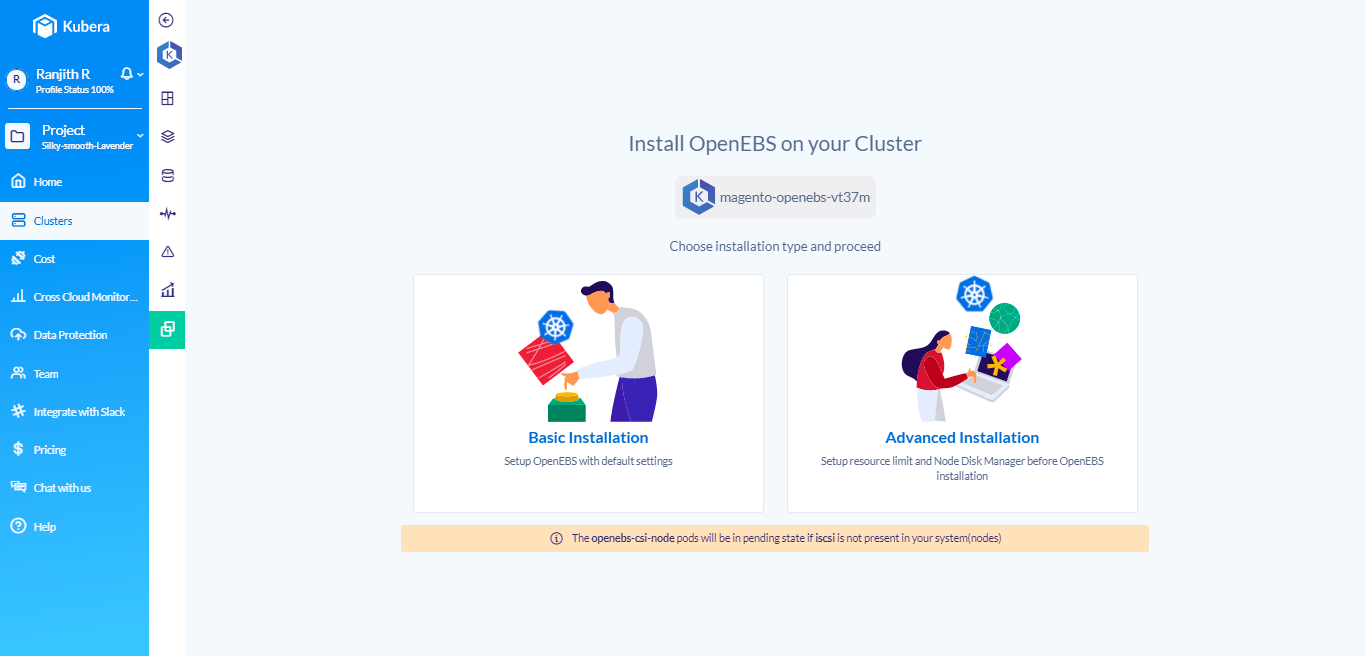 Kubera
R
Ranjith R
Profile Status 100%
Project
Silky-smooth-Lavender
Home
Clusters
Cost
Cross Cloud Monitor...
Data Protection
Team
Integrate with Slack
Pricing
Chat with us
Help
K
Install OpenEBS on your Cluster
K
magento-openebs-vt37m
Choose installation type and proceed
Basic Installation
Setup OpenEBS with default settings
Advanced Installation
Setup resource limit and Node Disk Manager before OpenEBS
installation
The openebs-csi-node pods will be in pending state if iscsi is not present in your system(nodes)